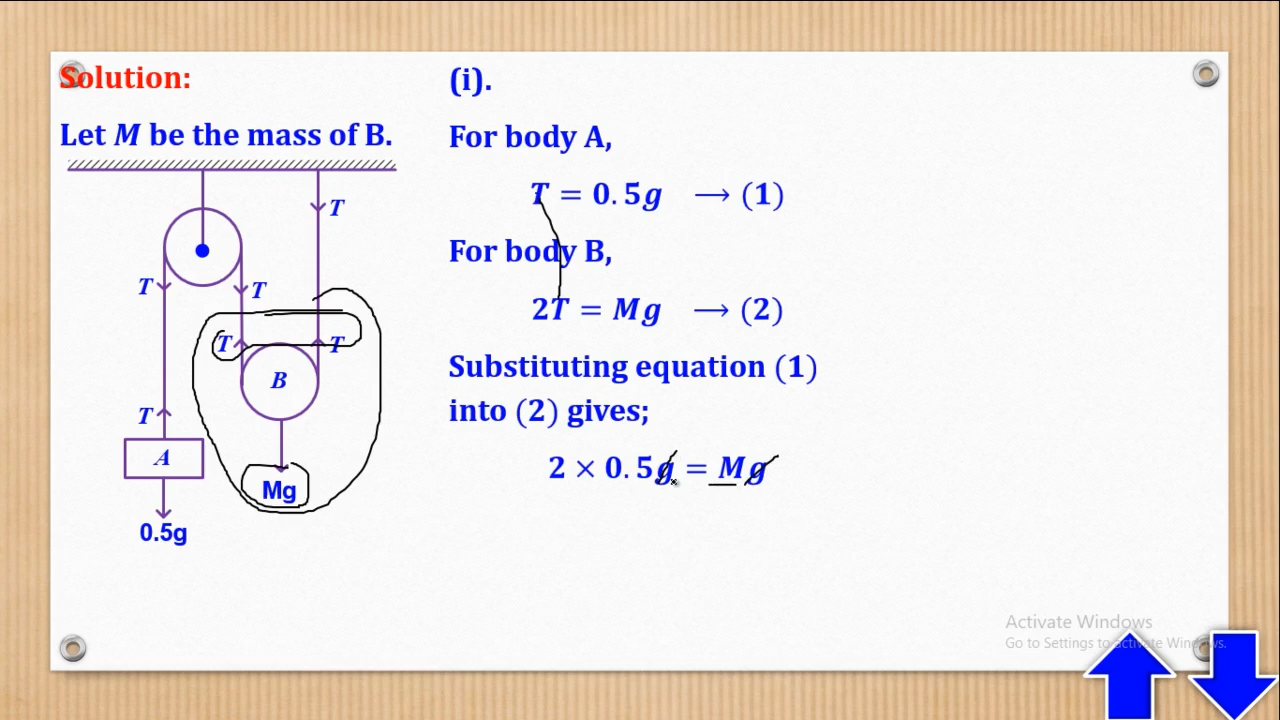 Solution:
Let M be the mass of B.
T
T
T
T
T
B
T
A
Mg
0.5g
(i).
For body A,
T = 0.5g ⟶ (1)
For body B,
2T = Mg ⟶ (2)
Substituting equation (1)
into (2) gives;
2 × 0.5g = Mg
Activate Windows
Go to Settings to activate Windows.